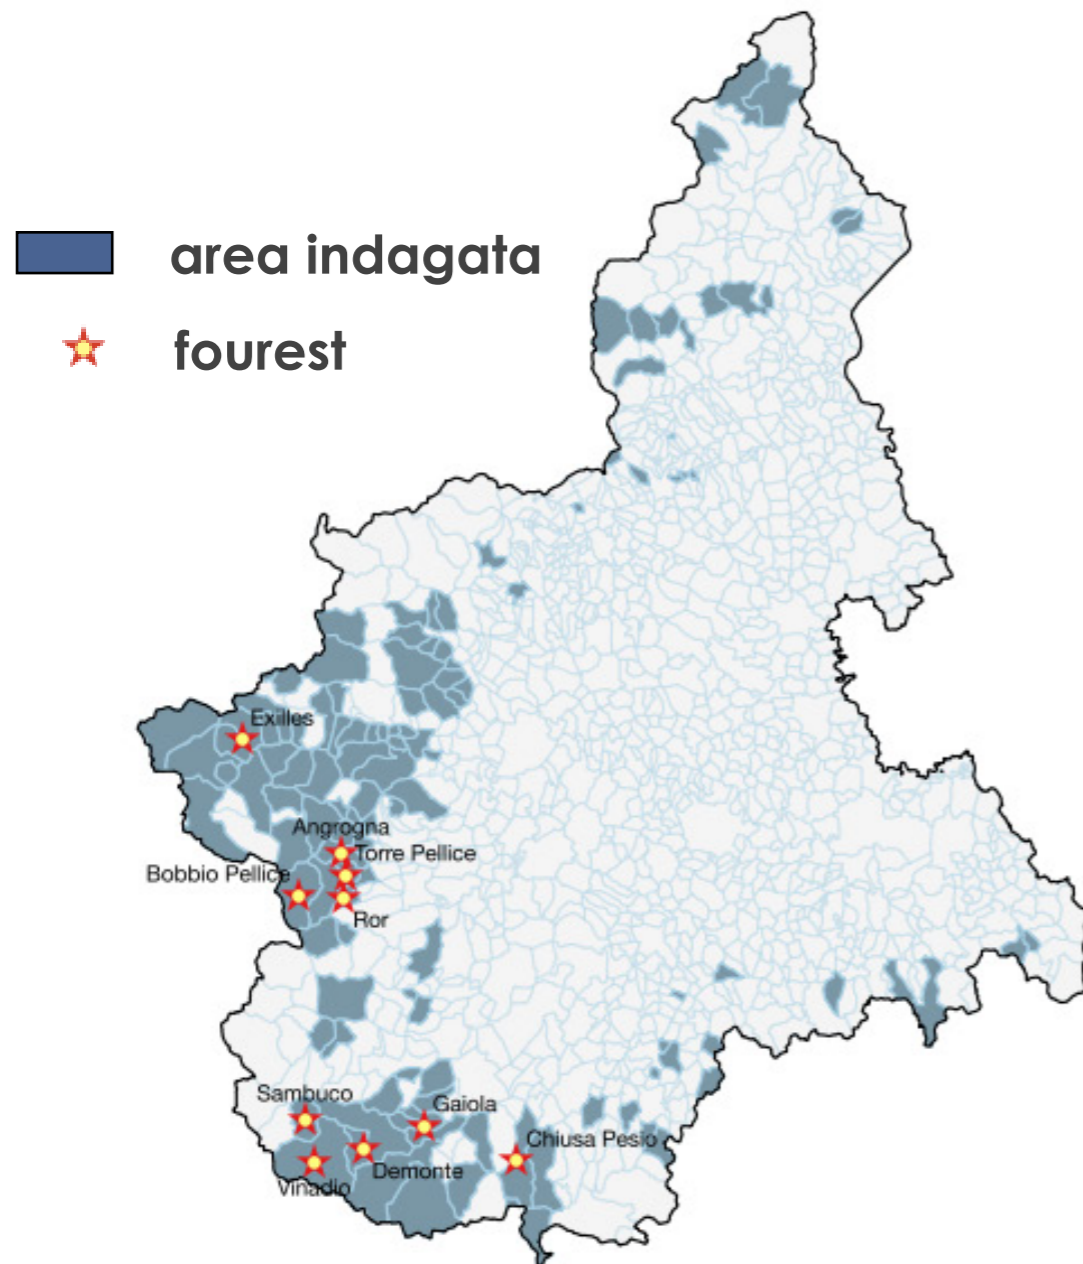 area indagata
fourest
Exilles
Angrogna
Torre Pellice
Bobbio Pellice
Ror
Sambuco
Gaiola
Chiusa Pesio
Demonte
Vinadio